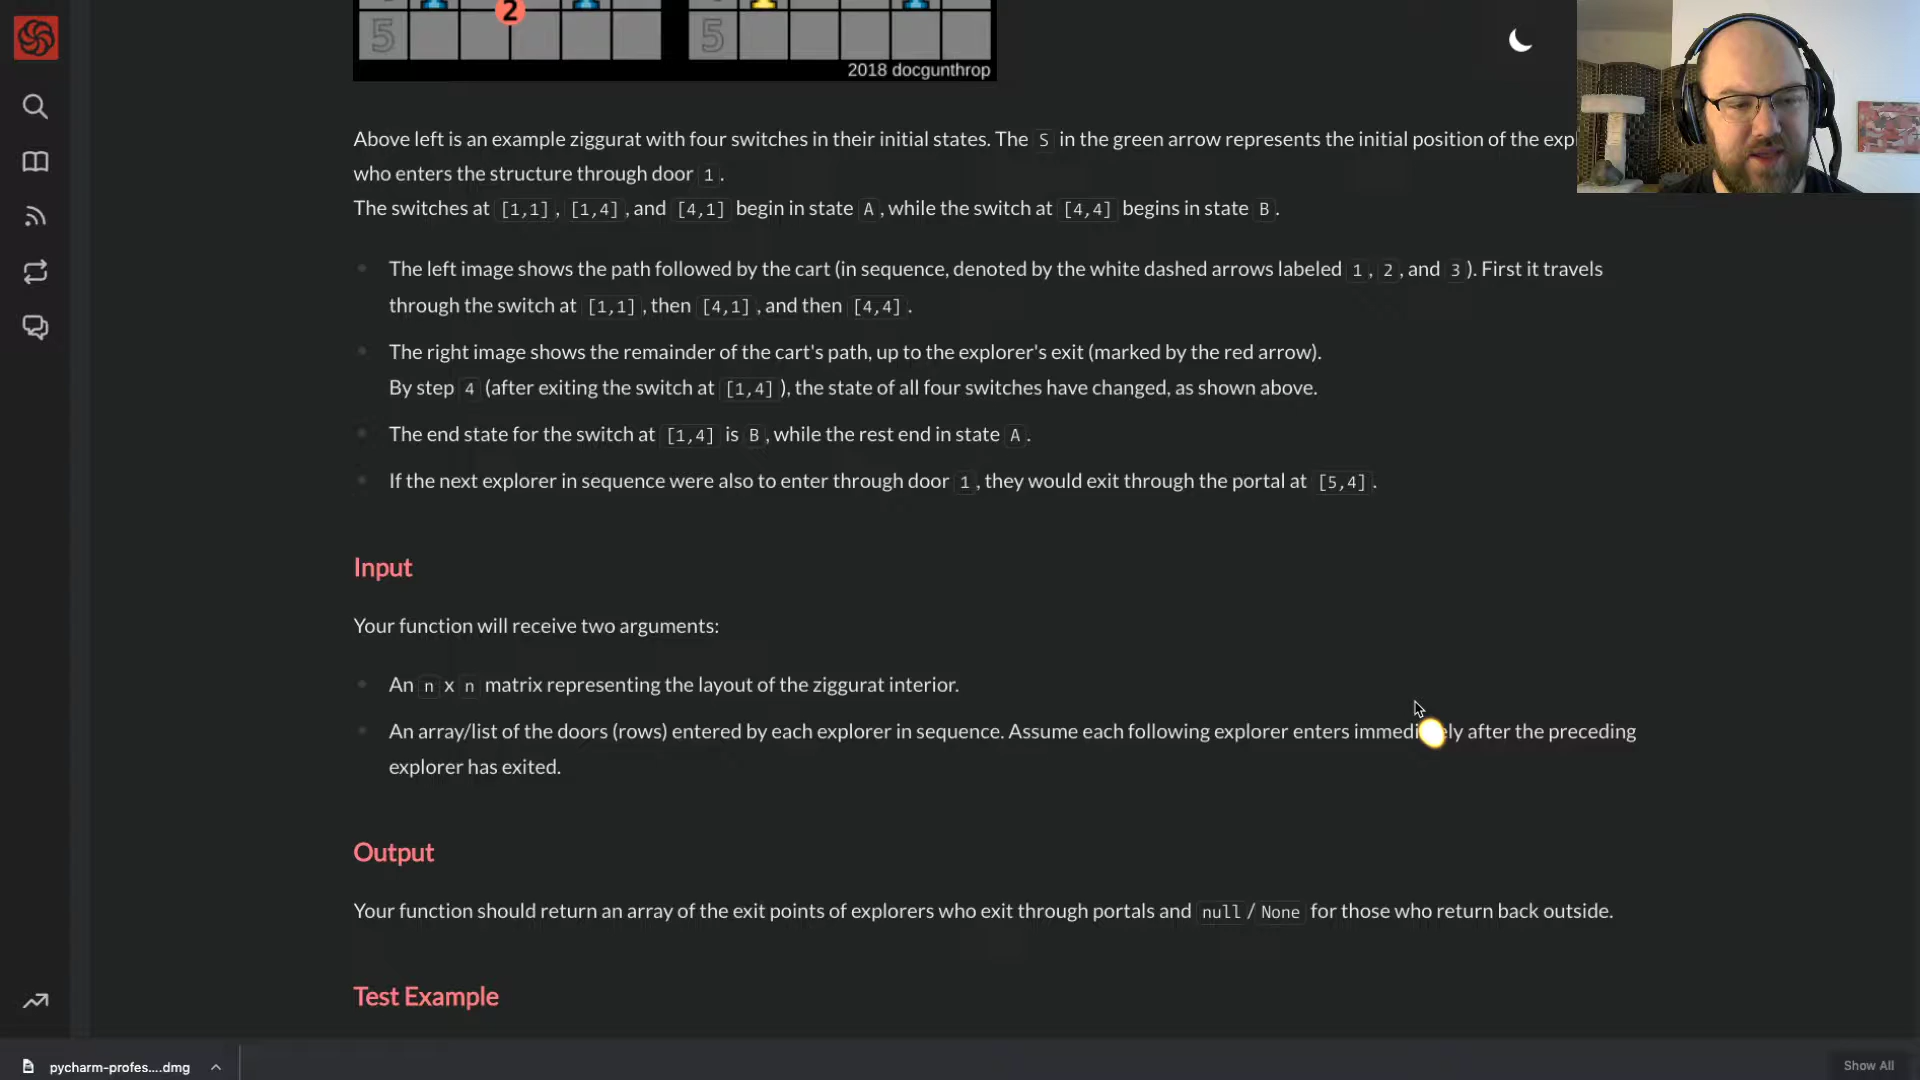 2
5
5
2018 docgunthrop
Above left is an example ziggurat with four switches in their initial states. The S in the green arrow represents the initial position of the
who enters the structure through door 1.
The switches at [1,1], [1,4], and [4,1] begin in state A, while the switch at [4,4] begins in state B.
The left image shows the path followed by the cart (in sequence, denoted by the white dashed arrows labeled 1, 2, and 3). First it travels
through the switch at [1,1], then [4,1], and then [4,4].
The right image shows the remainder of the cart's path, up to the explorer's exit (marked by the red arrow).
By step 4 (after exiting the switch at [1,4]), the state of all four switches have changed, as shown above.
The end state for the switch at [1,4] is B, while the rest end in state A.
If the next explorer in sequence were also to enter through door 1, they would exit through the portal at [5,4].
Input
Your function will receive two arguments:
An n x n matrix representing the layout of the ziggurat interior.
An array/list of the doors (rows) entered by each explorer in sequence. Assume each following explorer enters immediately after the preceding
explorer has exited.
Output
Your function should return an array of the exit points of explorers who exit through portals and null / None for those who return back outside.
Test Example
pycharm-profes....dmg
Show All